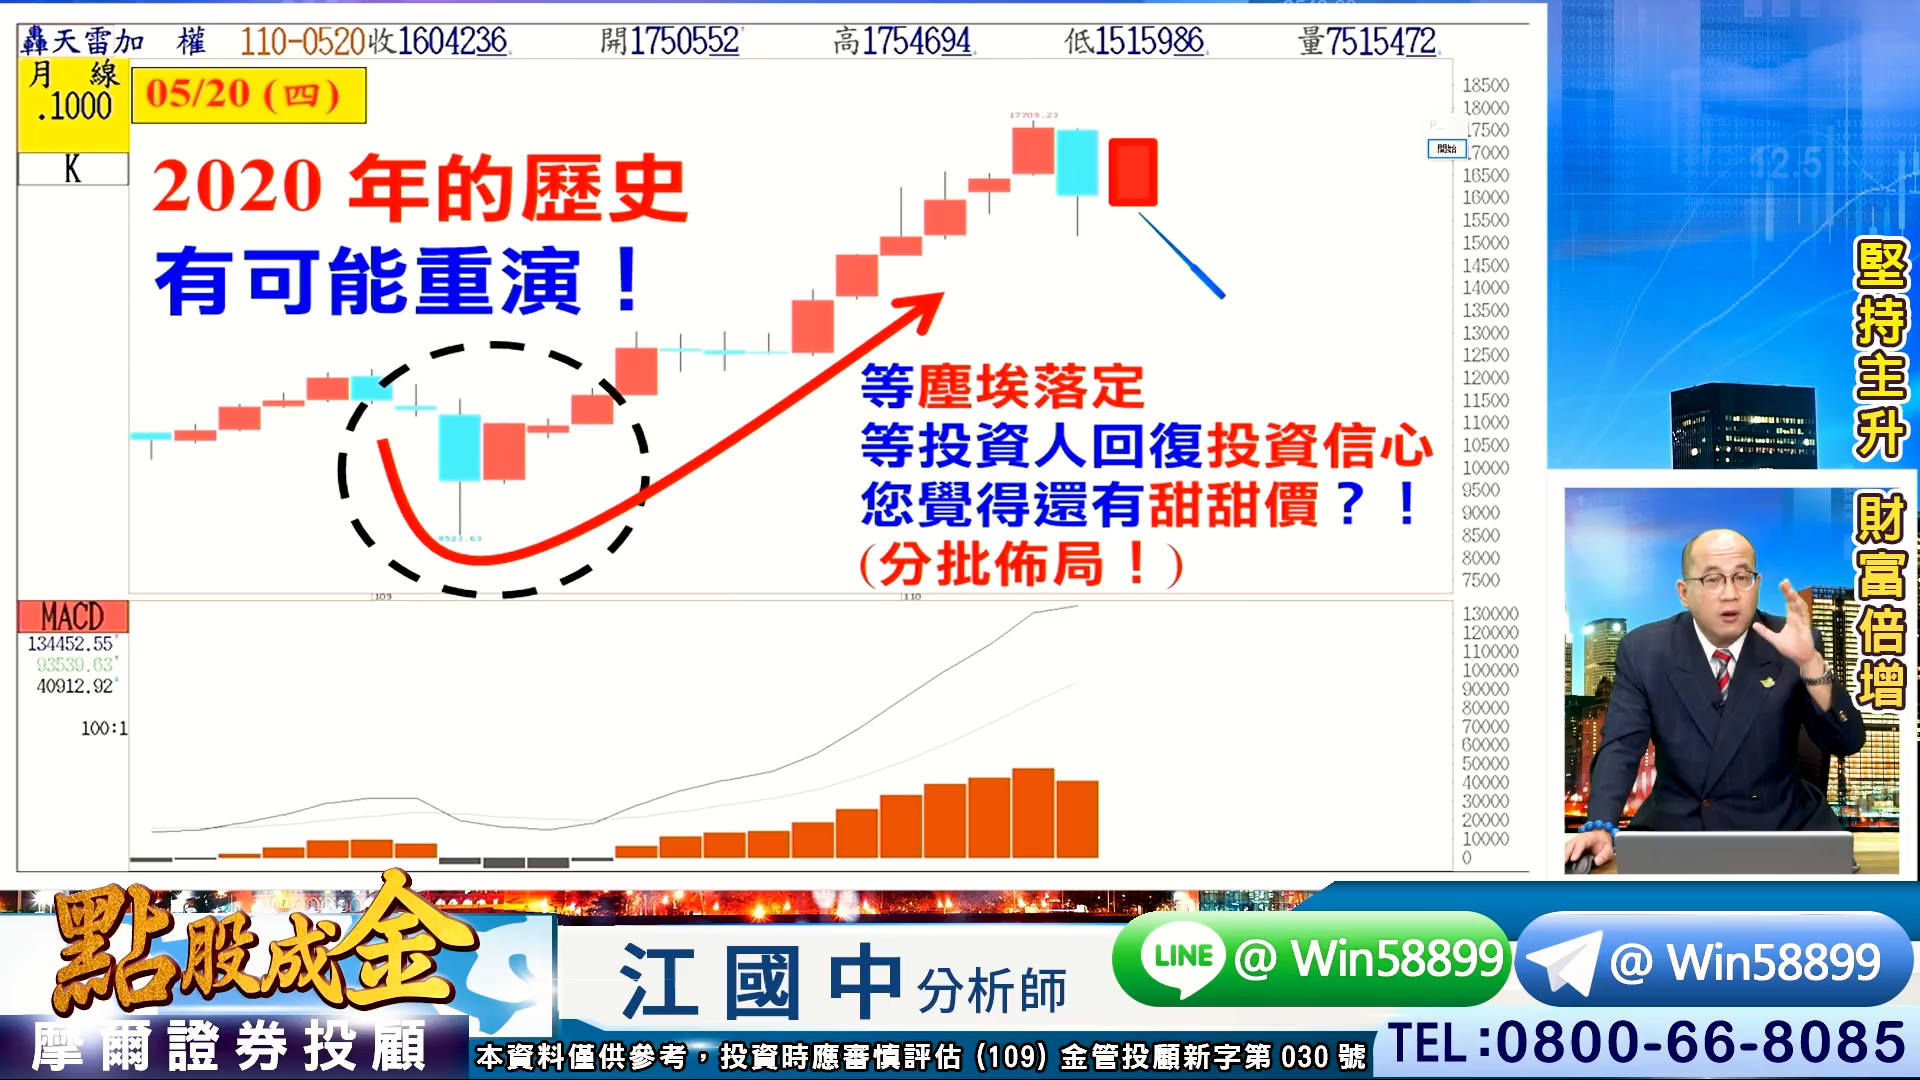 轟天雷加 權 110-0520收1604236 開1750552 高1754694 低1515986 量7515472
月 線
.1000
05/20 (四)
K
2020 年的歷史
有可能重演！
17709.23
8523.63
等塵埃落定
等投資人回復投資信心
您覺得還有甜甜價？！
(分批佈局！)
開始
18500
18000
17500
17000
16500
16000
15500
15000
14500
14000
13500
13000
12500
12000
11500
11000
10500
10000
9500
9000
8500
8000
7500
109
110
MACD
134452.55
93539.63
40912.92
100:1
130000
120000
110000
100000
90000
80000
70000
60000
50000
40000
30000
20000
10000
0
12.5
堅持主升
財富倍增
點股成金
摩爾證券投顧
江國中 分析師
LINE @ Win58899
@ Win58899
本資料僅供參考，投資時應審慎評估 (109) 金管投顧新字第 030 號
TEL:0800-66-8085